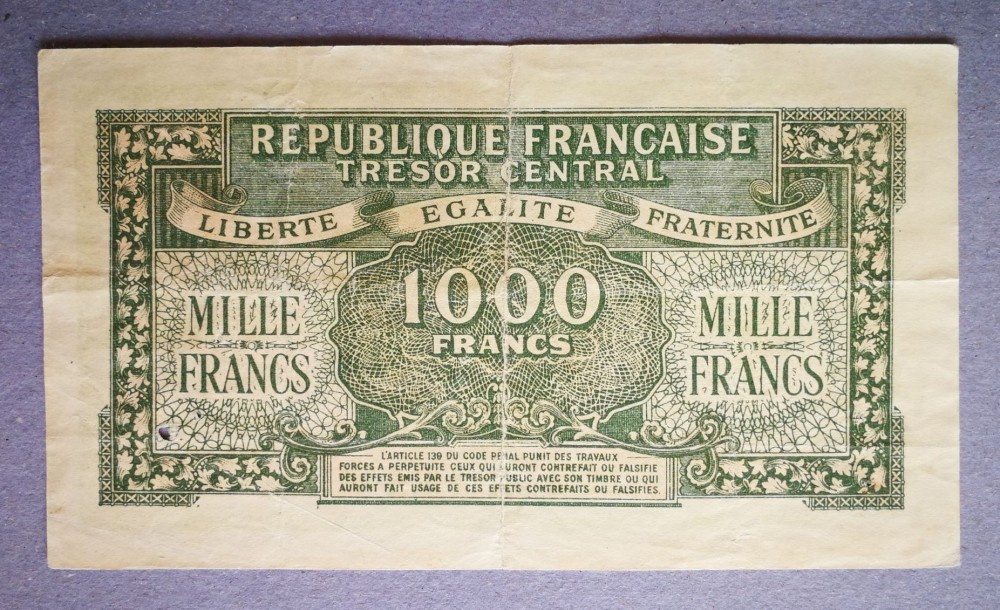 REPUBLIQUE FRANCAISE
TRESOR CENTRAL
LIBERTE EGALITE FRATERNITE
1000
FRANCS
MILLE
FRANCS
MILLE
FRANCS
L'ARTICLE 139 DU CODE PENAL PUNIT DES TRAVAUX
FORCES A PERPETUITE CEUX QUI AURONT CONTREFAIT OU FALSIFIE
DES EFFETS EMIS PAR LE TRESOR PUBLIC AVEC SON TIMBRE OU QUI
AURONT FAIT USAGE DE CES EFFETS CONTREFAITS OU FALSIFIES.